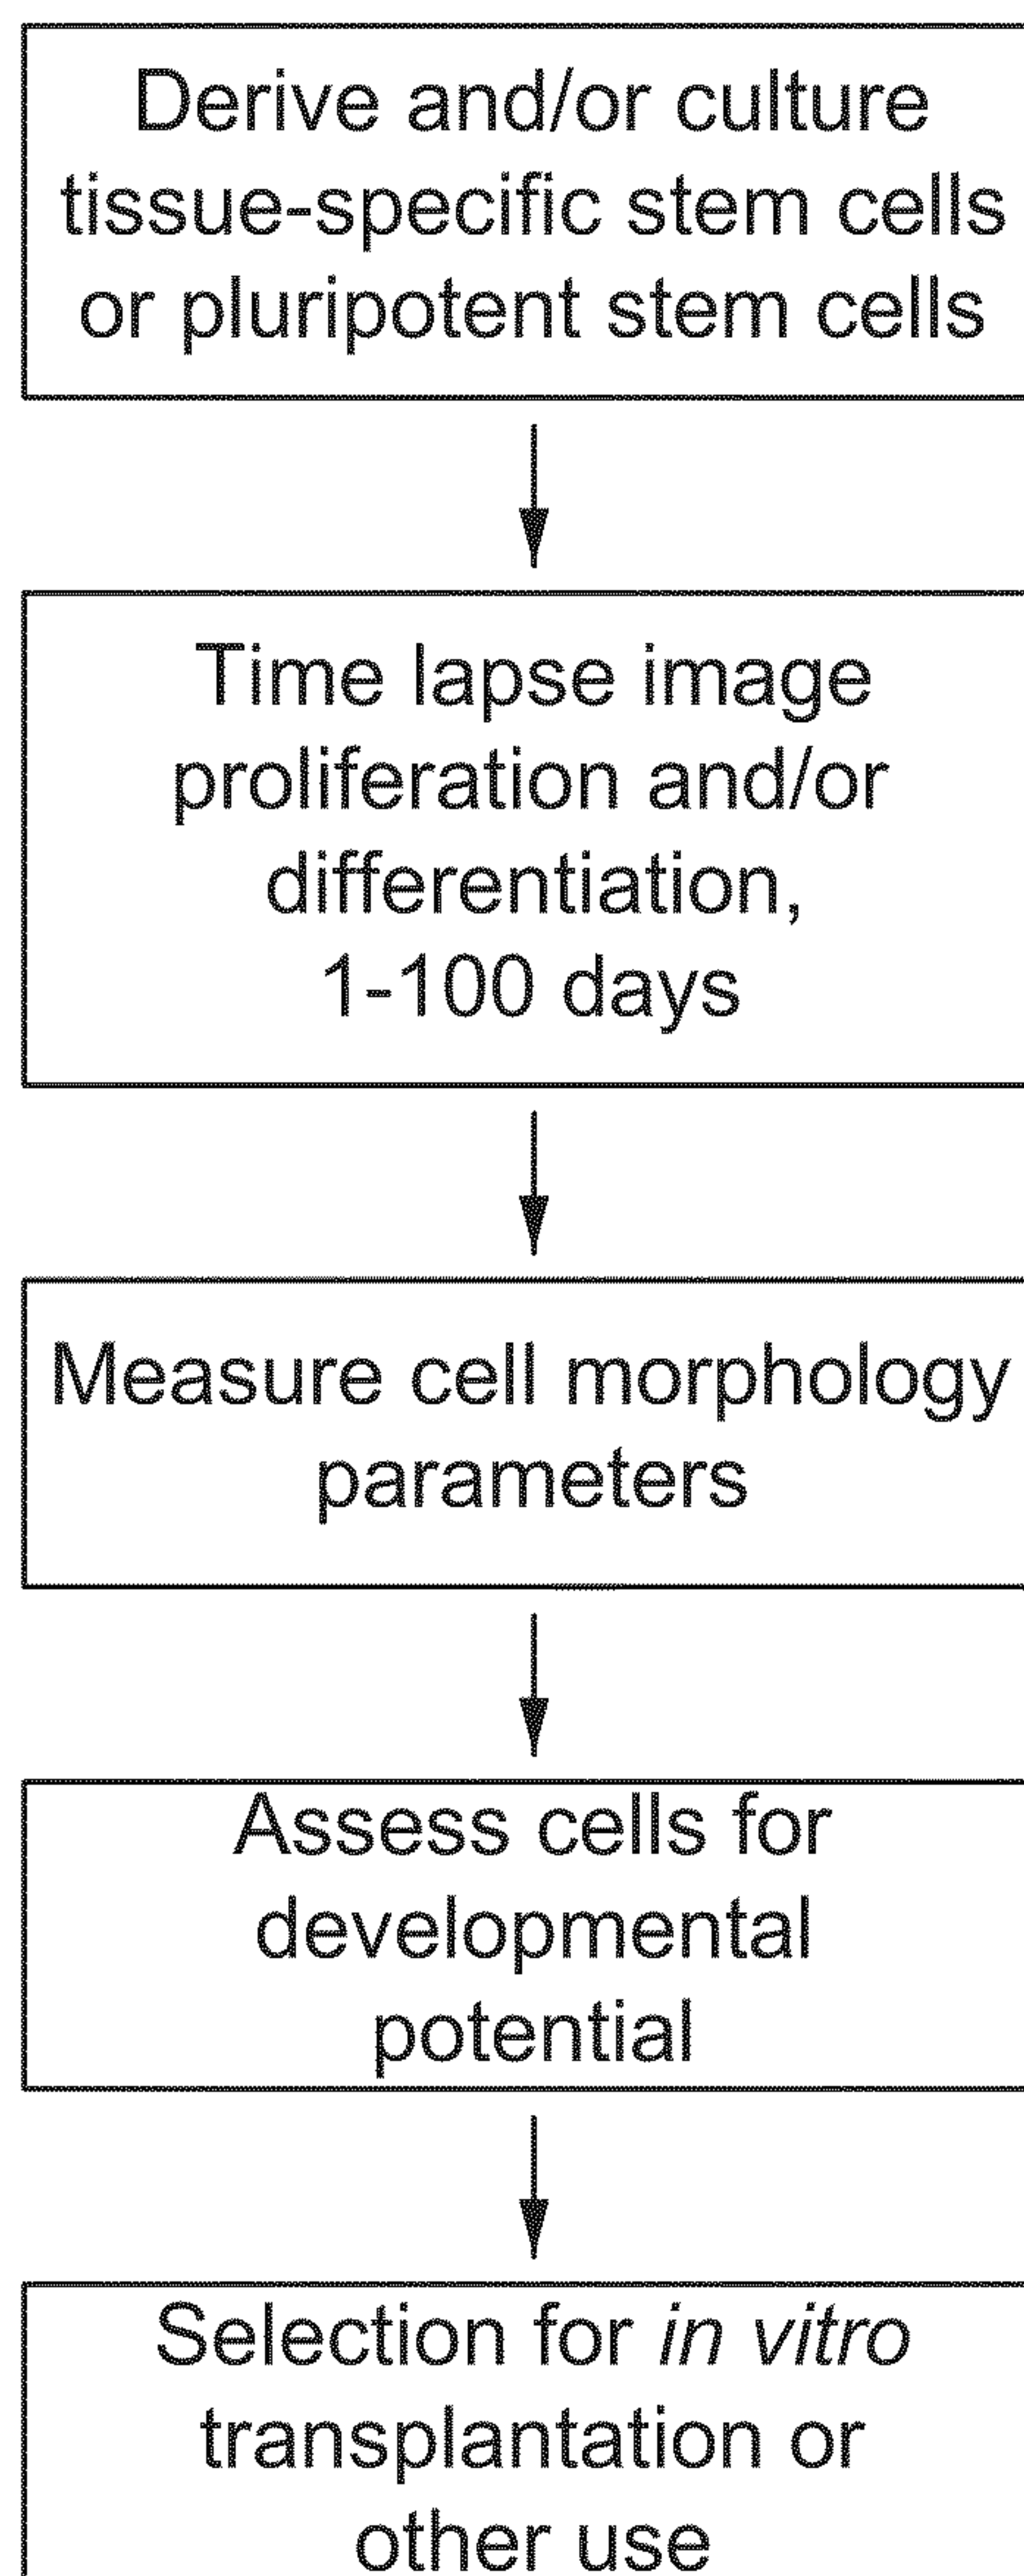 Derive and/or culture
tissue-specific stem cells
or pluripotent stem cells
Time lapse image
proliferation and/or
differentiation,
1-100 days
Measure cell morphology
parameters
Assess cells for
developmental
potential
Selection for in vitro
transplantation or
other use